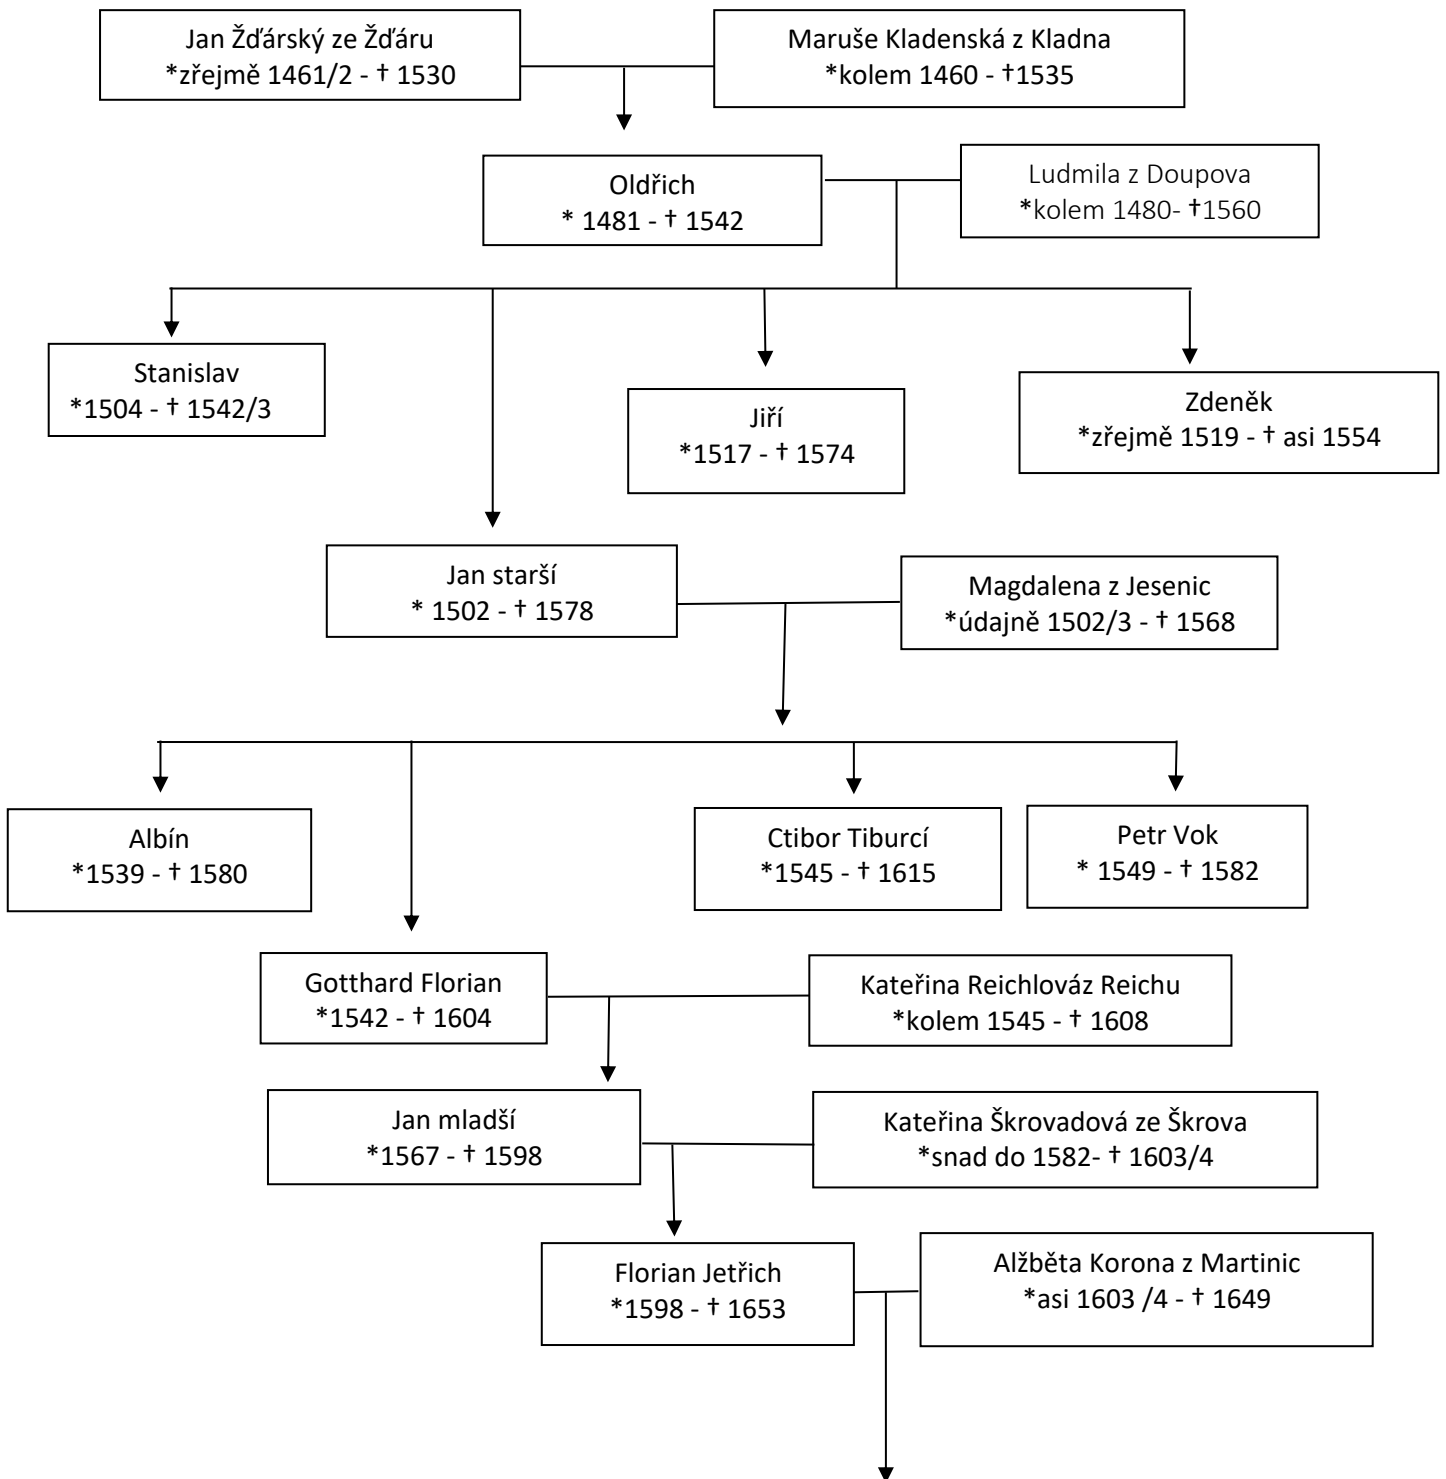 Jan Žďárský ze Žďáru
*zřejmě 1461/2 - † 1530
Maruše Kladenská z Kladna
*kolem 1460 - †1535
Oldřich
* 1481 - † 1542
Ludmila z Doupova
*kolem 1480- †1560
Stanislav
*1504 - † 1542/3
Jiří
*1517 - † 1574
Zdeněk
*zřejmě 1519 - † asi 1554
Jan starší
* 1502 - † 1578
Magdalena z Jesenic
*údajně 1502/3 - † 1568
Albín
*1539 - † 1580
Ctibor Tiburcí
*1545 - † 1615
Petr Vok
* 1549 - † 1582
Gotthard Florian
*1542 - † 1604
Kateřina Reichlováz Reichu
*kolem 1545 - † 1608
Jan mladší
*1567 - † 1598
Kateřina Škrovadová ze Škrova
*snad do 1582- † 1603/4
Florian Jetřich
*1598 - † 1653
Alžběta Korona z Martinic
*asi 1603 /4 - † 1649